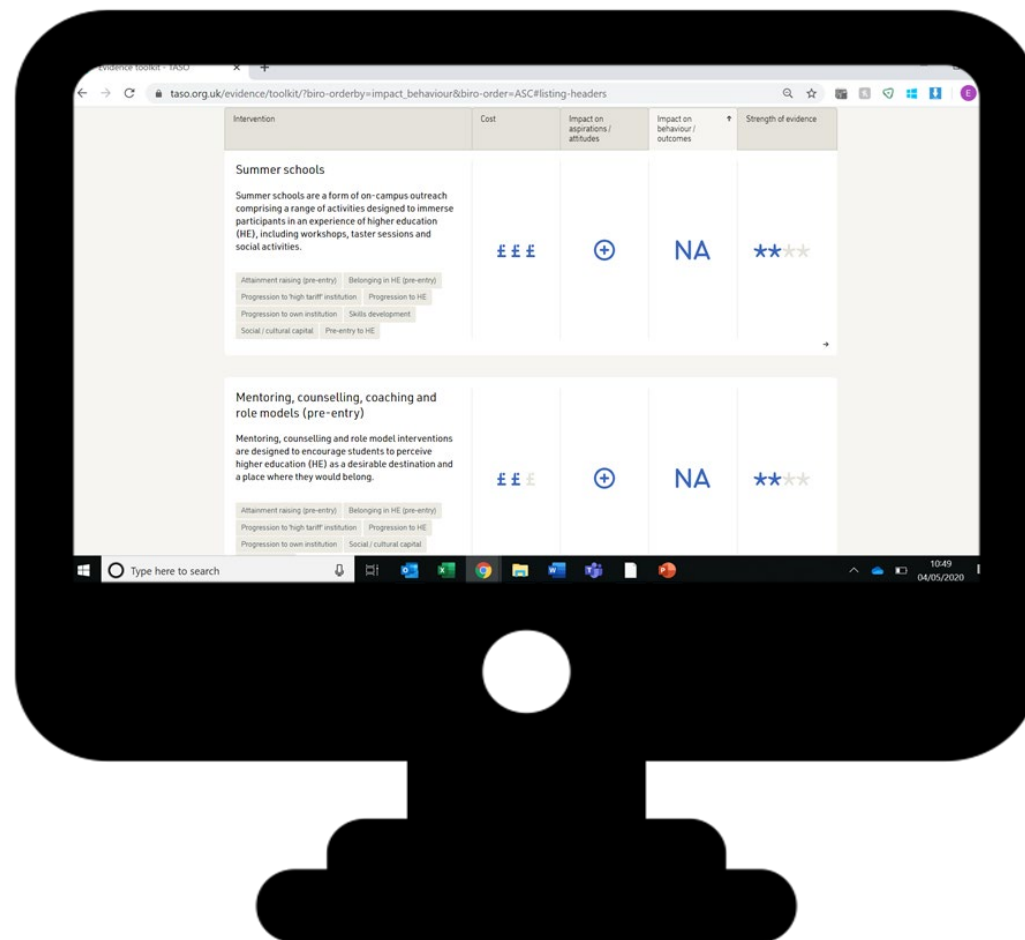 Evidence toolkit - TASO
taso.org.uk/evidence/toolkit/?biro-orderby=impact_behaviour&biro-order=ASC#listing-headers
E
Intervention
Cost
Impact on
aspirations /
attitudes
Impact on
behaviour /
outcomes
Strength of evidence
Summer schools
Summer schools are a form of on-campus outreach
comprising a range of activities designed to immerse
participants in an experience of higher education
(HE), including workshops, taster sessions and
social activities.
£ £ £
NA
Attainment raising (pre-entry) Belonging in HE (pre-entry)
Progression to 'high tariff' institution Progression to HE
Progression to own institution Skills development
Social / cultural capital Pre-entry to HE
Mentoring, counselling, coaching and
role models (pre-entry)
Mentoring, counselling and role model interventions
are designed to encourage students to perceive
higher education (HE) as a desirable destination and
a place where they would belong.
£ £ £
NA
Attainment raising (pre-entry) Belonging in HE (pre-entry)
Progression to 'high tariff' institution Progression to HE
Progression to own institution Social / cultural capital
Type here to search
10:49
04/05/2020